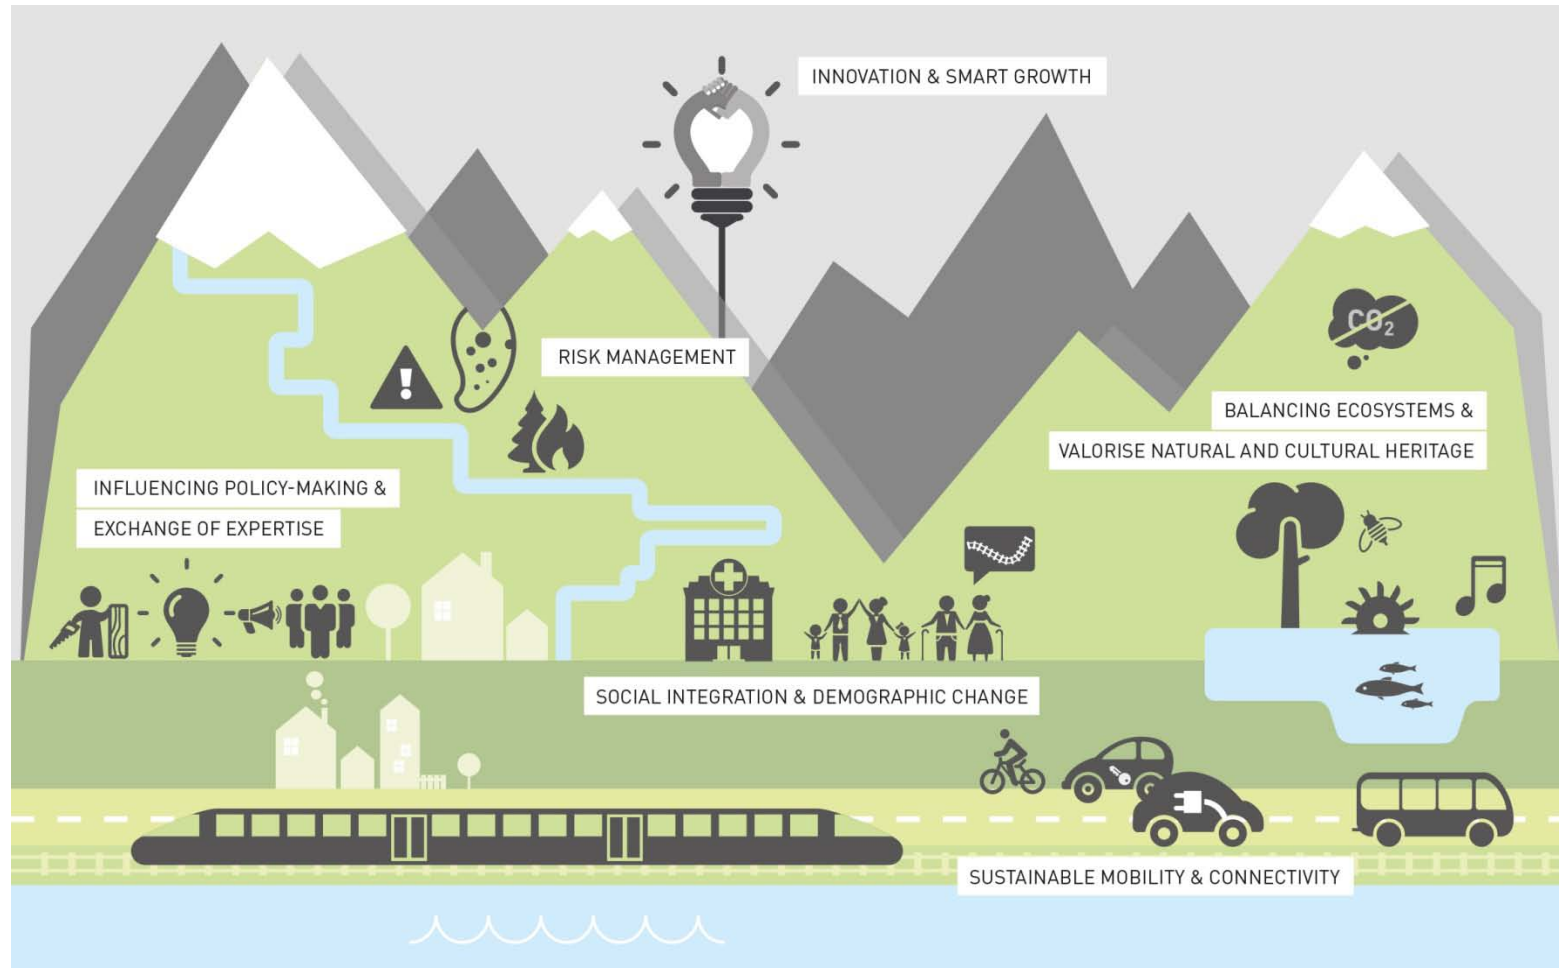 INNOVATION & SMART GROWTH
RISK MANAGEMENT
CO₂
BALANCING ECOSYSTEMS &
VALORISE NATURAL AND CULTURAL HERITAGE
INFLUENCING POLICY-MAKING &
EXCHANGE OF EXPERTISE
SOCIAL INTEGRATION & DEMOGRAPHIC CHANGE
SUSTAINABLE MOBILITY & CONNECTIVITY